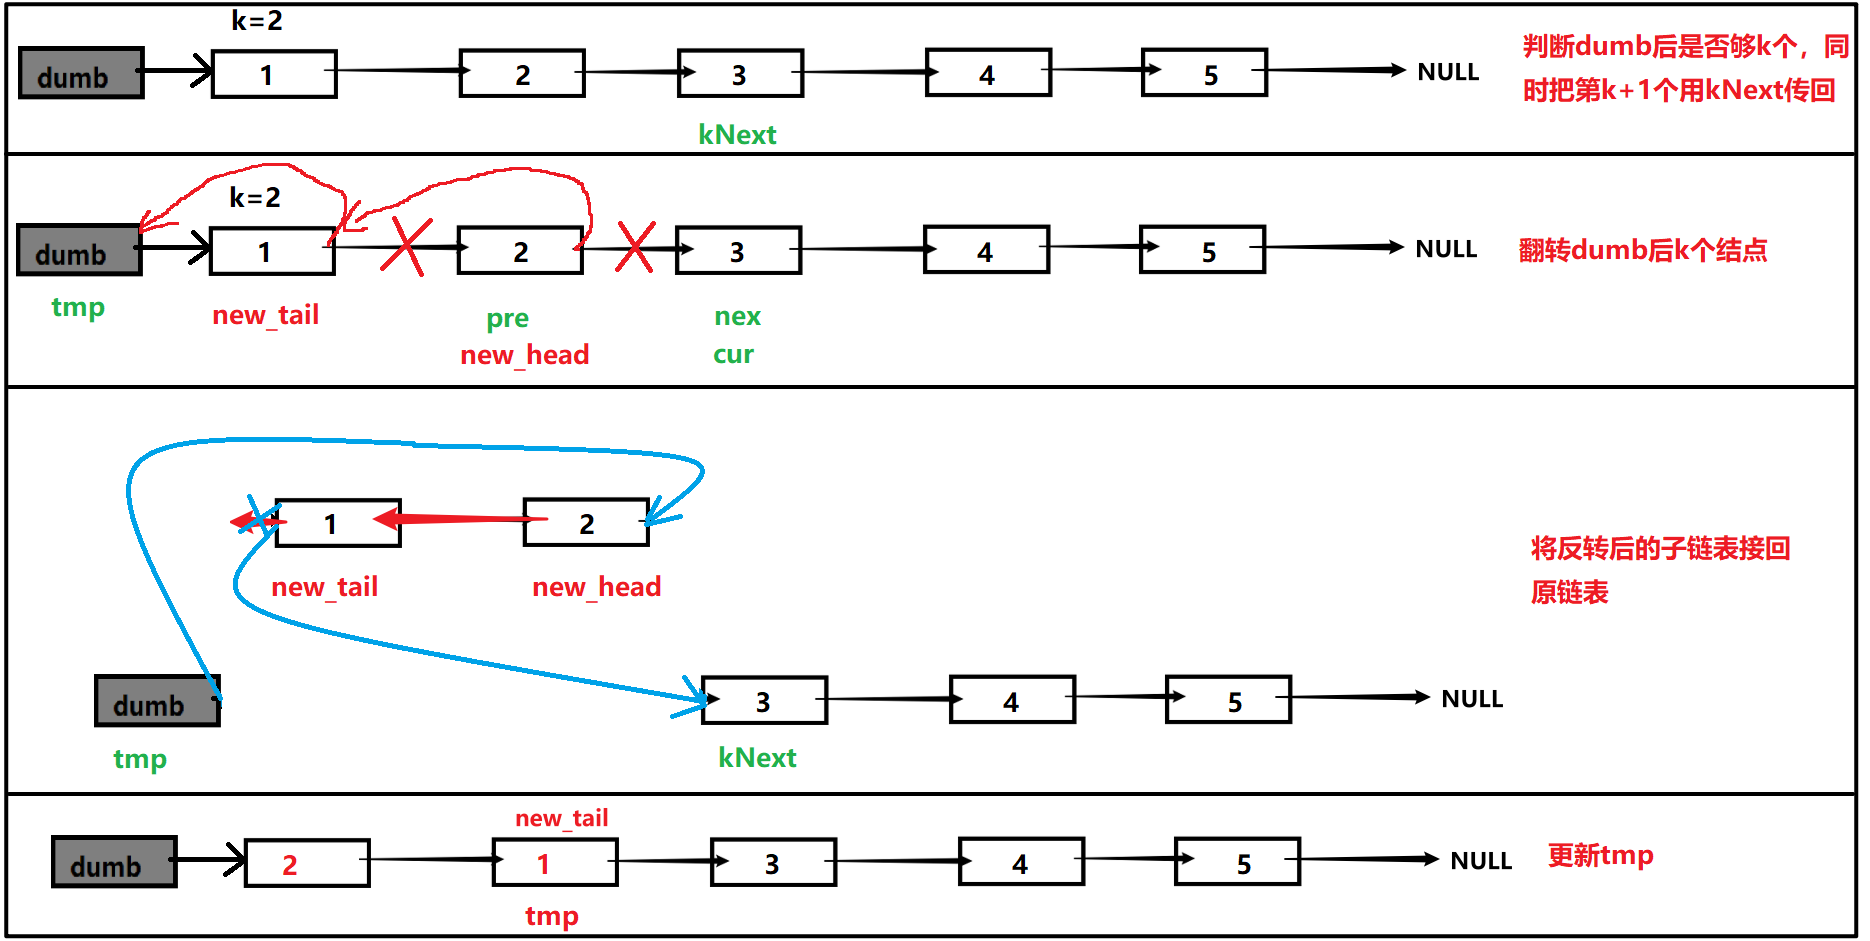 k=2
dumb 1 2 3 4 5 NULL
kNext
判断dumb后是否够k个，同
时把第k+1个用kNext传回
k=2
dumb 1 2 3 4 5 NULL
tmp new_tail pre nex
new_head cur
翻转dumb后k个结点
1 2
new_tail new_head
dumb 3 4 5 NULL
tmp kNext
将反转后的子链表接回
原链表
new_tail
dumb 2 1 3 4 5 NULL
tmp
更新tmp